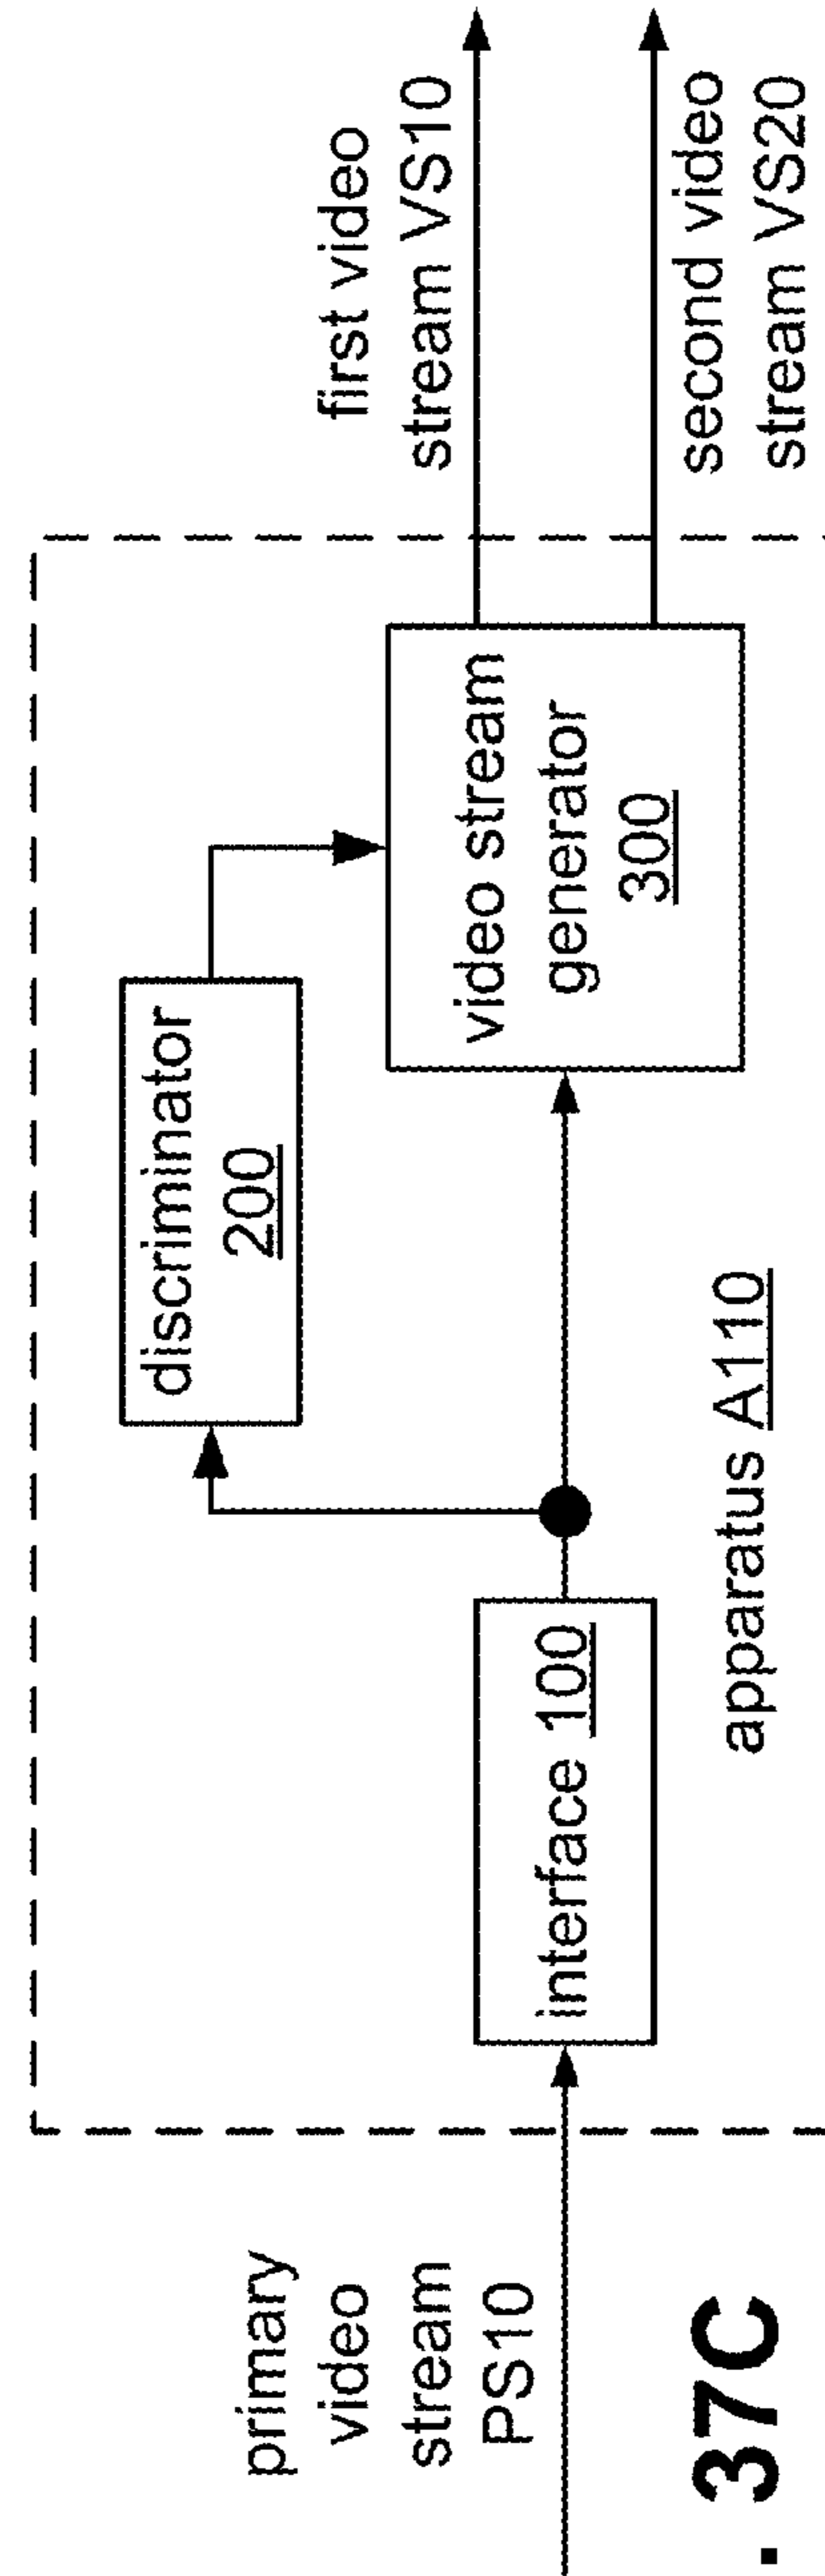 primary
video
stream
PS10
interface 100
discriminator
200
video stream
generator
300
first video
stream VS10
second video
stream VS20
apparatus A110
. 37C